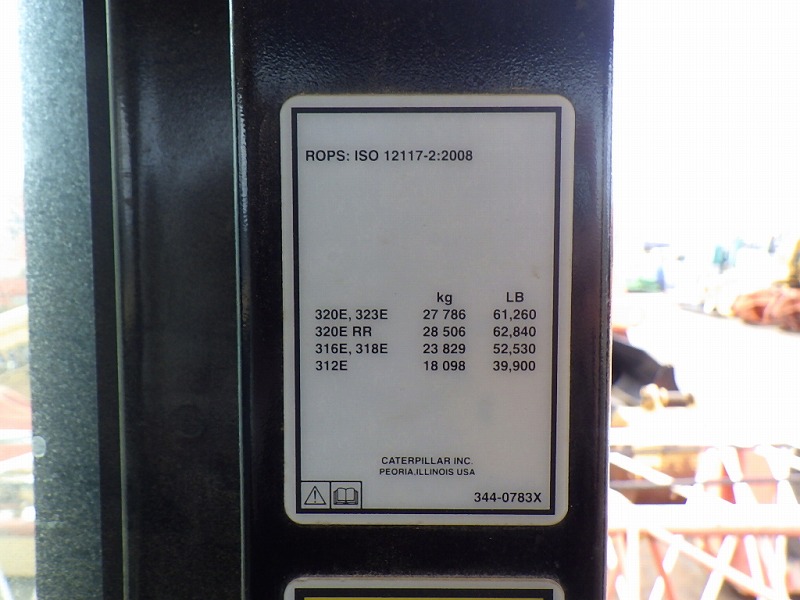 ROPS: ISO 12117-2:2008
kg LB
320E, 323E 27 786 61,260
320E RR 28 506 62,840
316E, 318E 23 829 52,530
312E 18 098 39,900
CATERPILLAR INC.
PEORIA,ILLINOIS USA
344-0783X